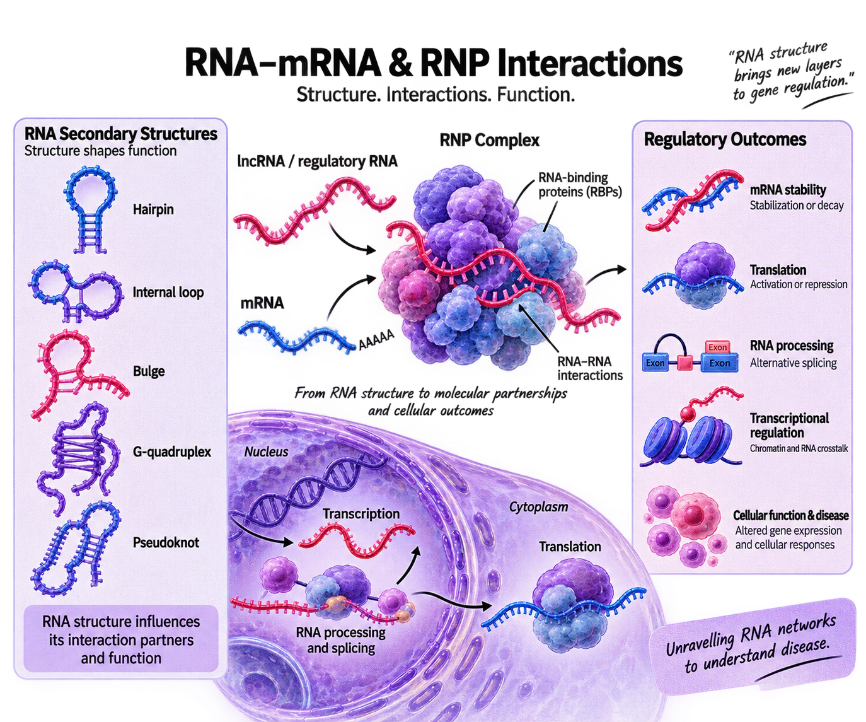 RNA–mRNA & RNP Interactions
Structure. Interactions. Function.
"RNA structure
brings new layers
to gene regulation."
RNA Secondary Structures
Structure shapes function
Hairpin
Internal loop
Bulge
G-quadruplex
Pseudoknot
RNA structure influences
its interaction partners
and function
lncRNA / regulatory RNA
mRNA
AAAAA
RNP Complex
RNA-binding
proteins (RBPs)
RNA–RNA
interactions
From RNA structure to molecular partnerships
and cellular outcomes
Nucleus
Transcription
RNA processing
and splicing
Cytoplasm
Translation
Regulatory Outcomes
mRNA stability
Stabilization or decay
Translation
Activation or repression
RNA processing
Alternative splicing
Exon
Exon
Exon
Transcriptional
regulation
Chromatin and RNA crosstalk
Cellular function & disease
Altered gene expression
and cellular responses
Unravelling RNA networks
to understand disease.